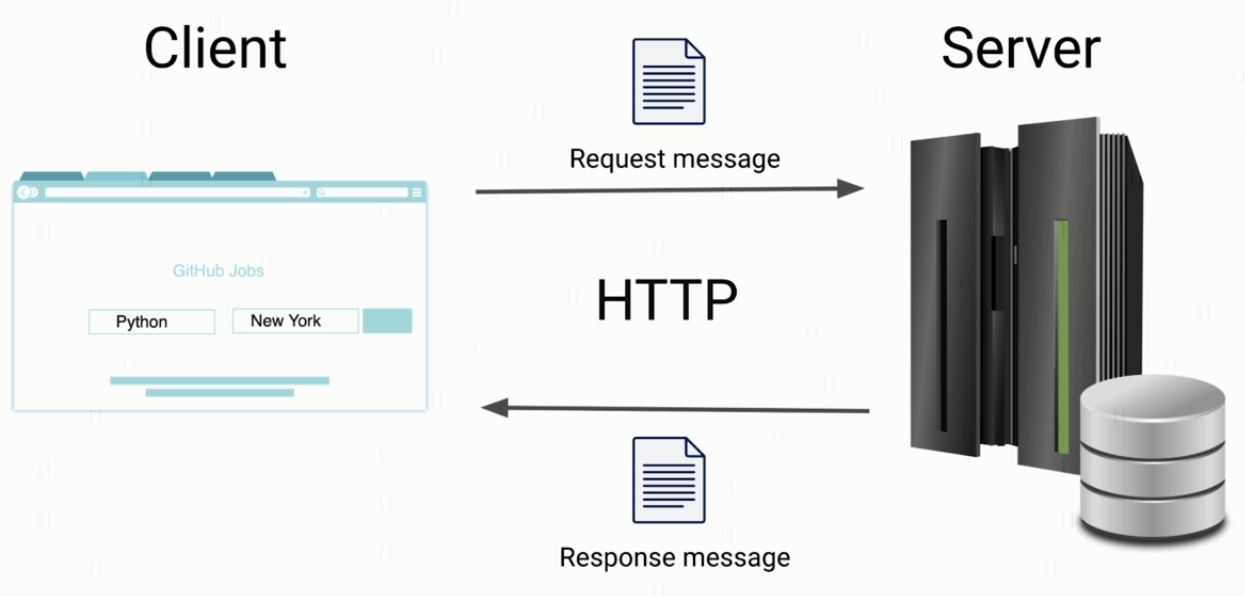 Client
Server
Request message
HTTP
GitHub Jobs
Python
New York
Response message